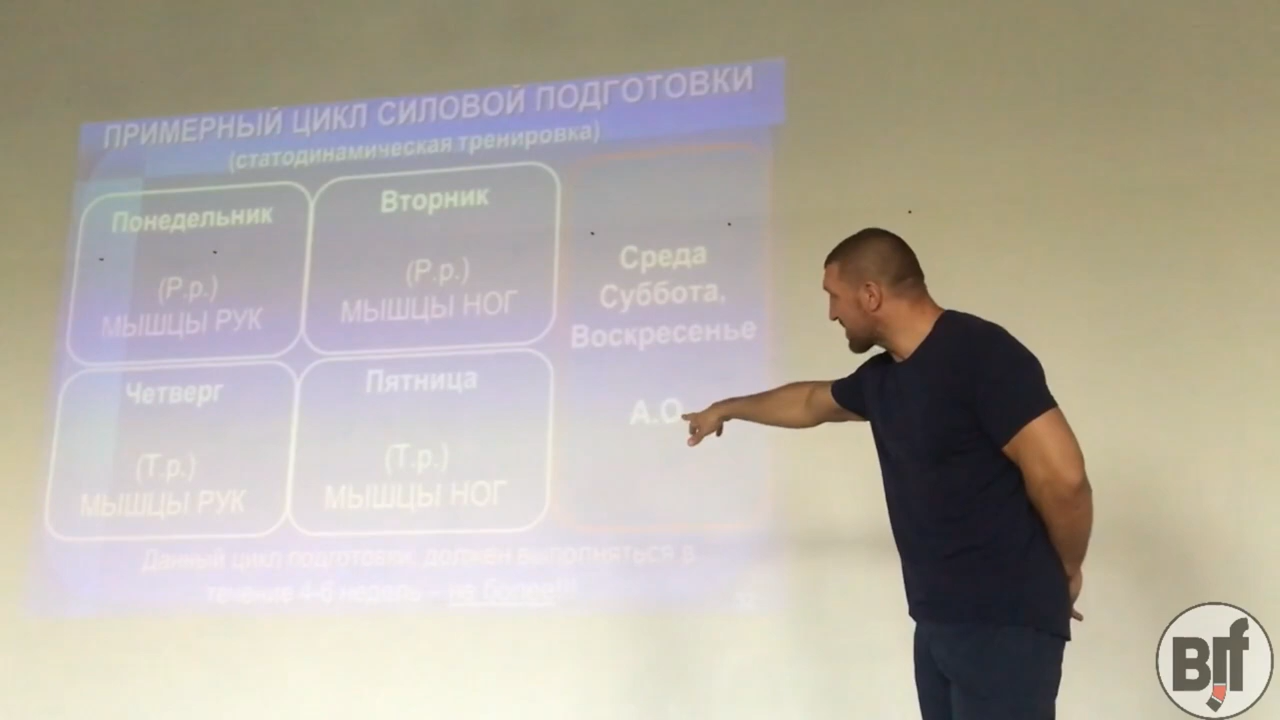 ПРИМЕРНЫЙ ЦИКЛ СИЛОВОЙ ПОДГОТОВКИ
(статодинамическая тренировка)
Понедельник
(Р.р.)
МЫШЦЫ РУК
Вторник
(Р.р.)
МЫШЦЫ НОГ
Среда
Суббота,
Воскресенье
А.О.
Четверг
(Т.р.)
МЫШЦЫ РУК
Пятница
(Т.р.)
МЫШЦЫ НОГ
Данный цикл подготовки, должен выполняться в
течение 4-6 недель – не более!!!
BJJf